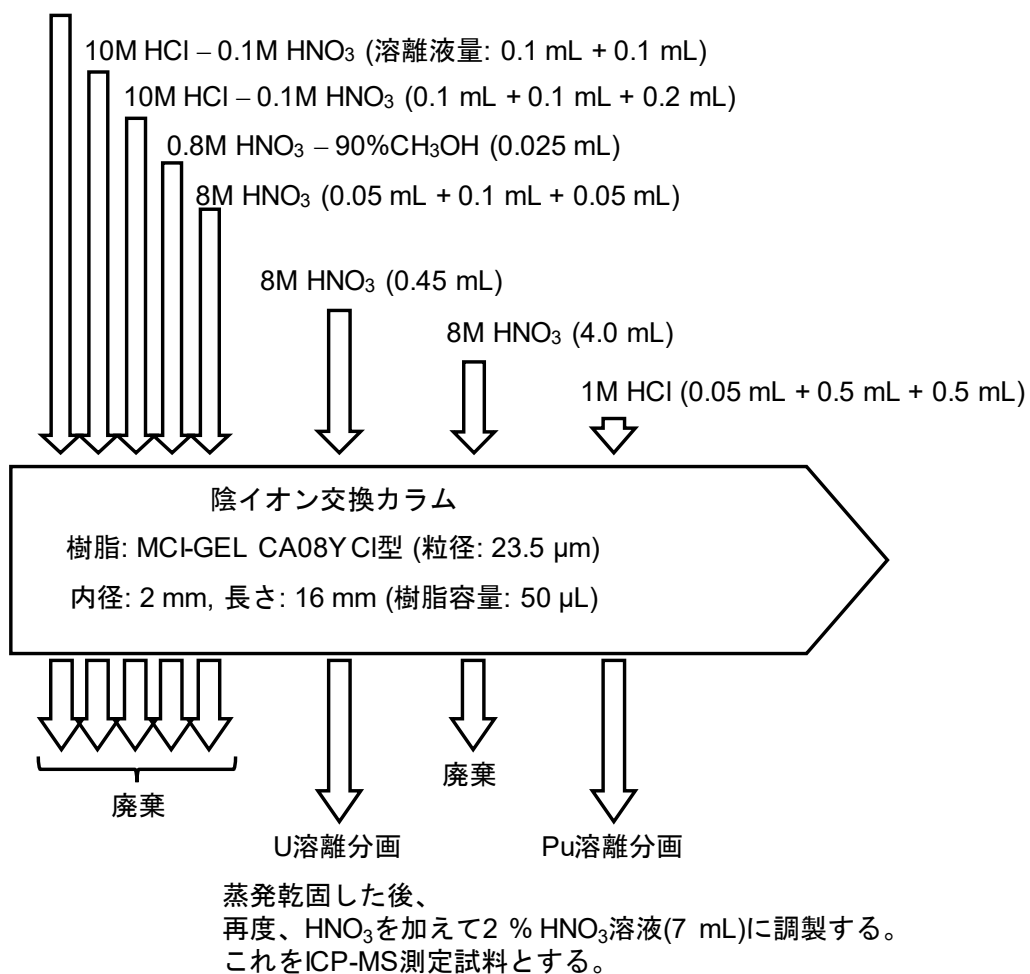 10M HCl – 0.1M HNO₃ (溶離液量: 0.1 mL + 0.1 mL)
10M HCl – 0.1M HNO₃ (0.1 mL + 0.1 mL + 0.2 mL)
0.8M HNO₃ – 90%CH₃OH (0.025 mL)
8M HNO₃ (0.05 mL + 0.1 mL + 0.05 mL)
8M HNO₃ (0.45 mL)
8M HNO₃ (4.0 mL)
1M HCl (0.05 mL + 0.5 mL + 0.5 mL)
陰イオン交換カラム
樹脂: MCI-GEL CA08Y Cl型 (粒径: 23.5 µm)
内径: 2 mm, 長さ: 16 mm (樹脂容量: 50 µL)
廃棄
廃棄
U溶離分画
Pu溶離分画
蒸発乾固した後、
再度、HNO₃を加えて2 % HNO₃溶液(7 mL)に調製する。
これをICP-MS測定試料とする。